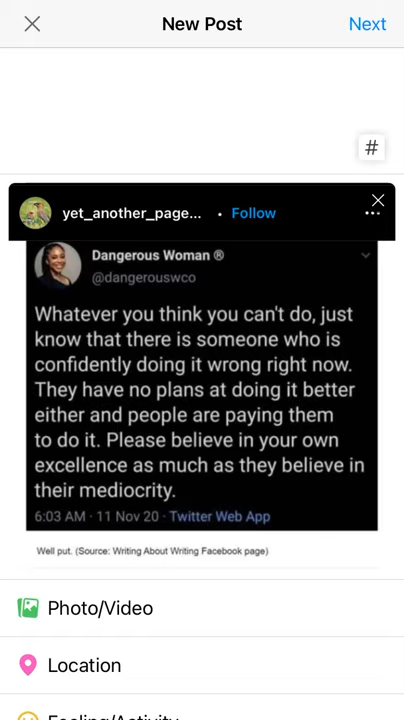 New Post
Next
#
yet_another_page... • Follow
Dangerous Woman ®
@dangerouswco
Whatever you think you can't do, just
know that there is someone who is
confidently doing it wrong right now.
They have no plans at doing it better
either and people are paying them
to do it. Please believe in your own
excellence as much as they believe in
their mediocrity.
6:03 AM · 11 Nov 20 · Twitter Web App
Well put. (Source: Writing About Writing Facebook page)
Photo/Video
Location
Feeling/Activity